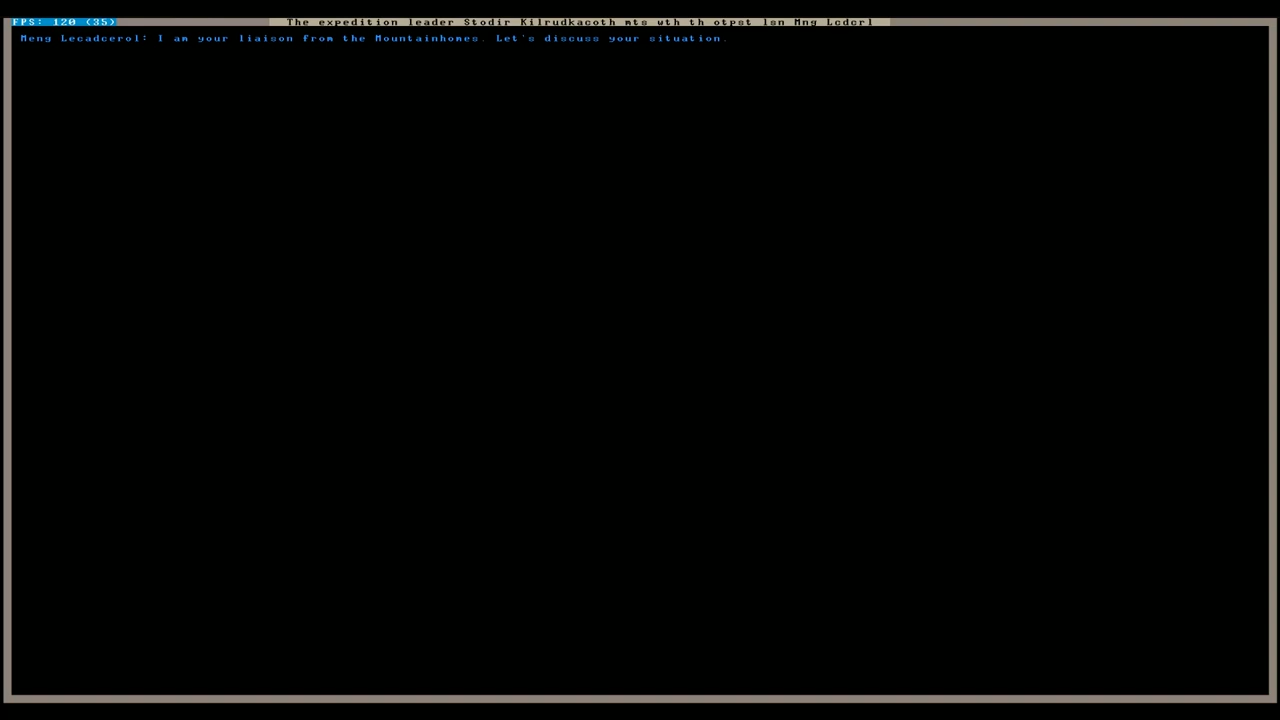 FPS: 120 (35)
The expedition leader Stodir Kilrudkacoth mts wth th otpst lsn Mng Lcdcrl
Meng Lecadcerol: I am your liaison from the Mountainhomes. Let's discuss your situation.